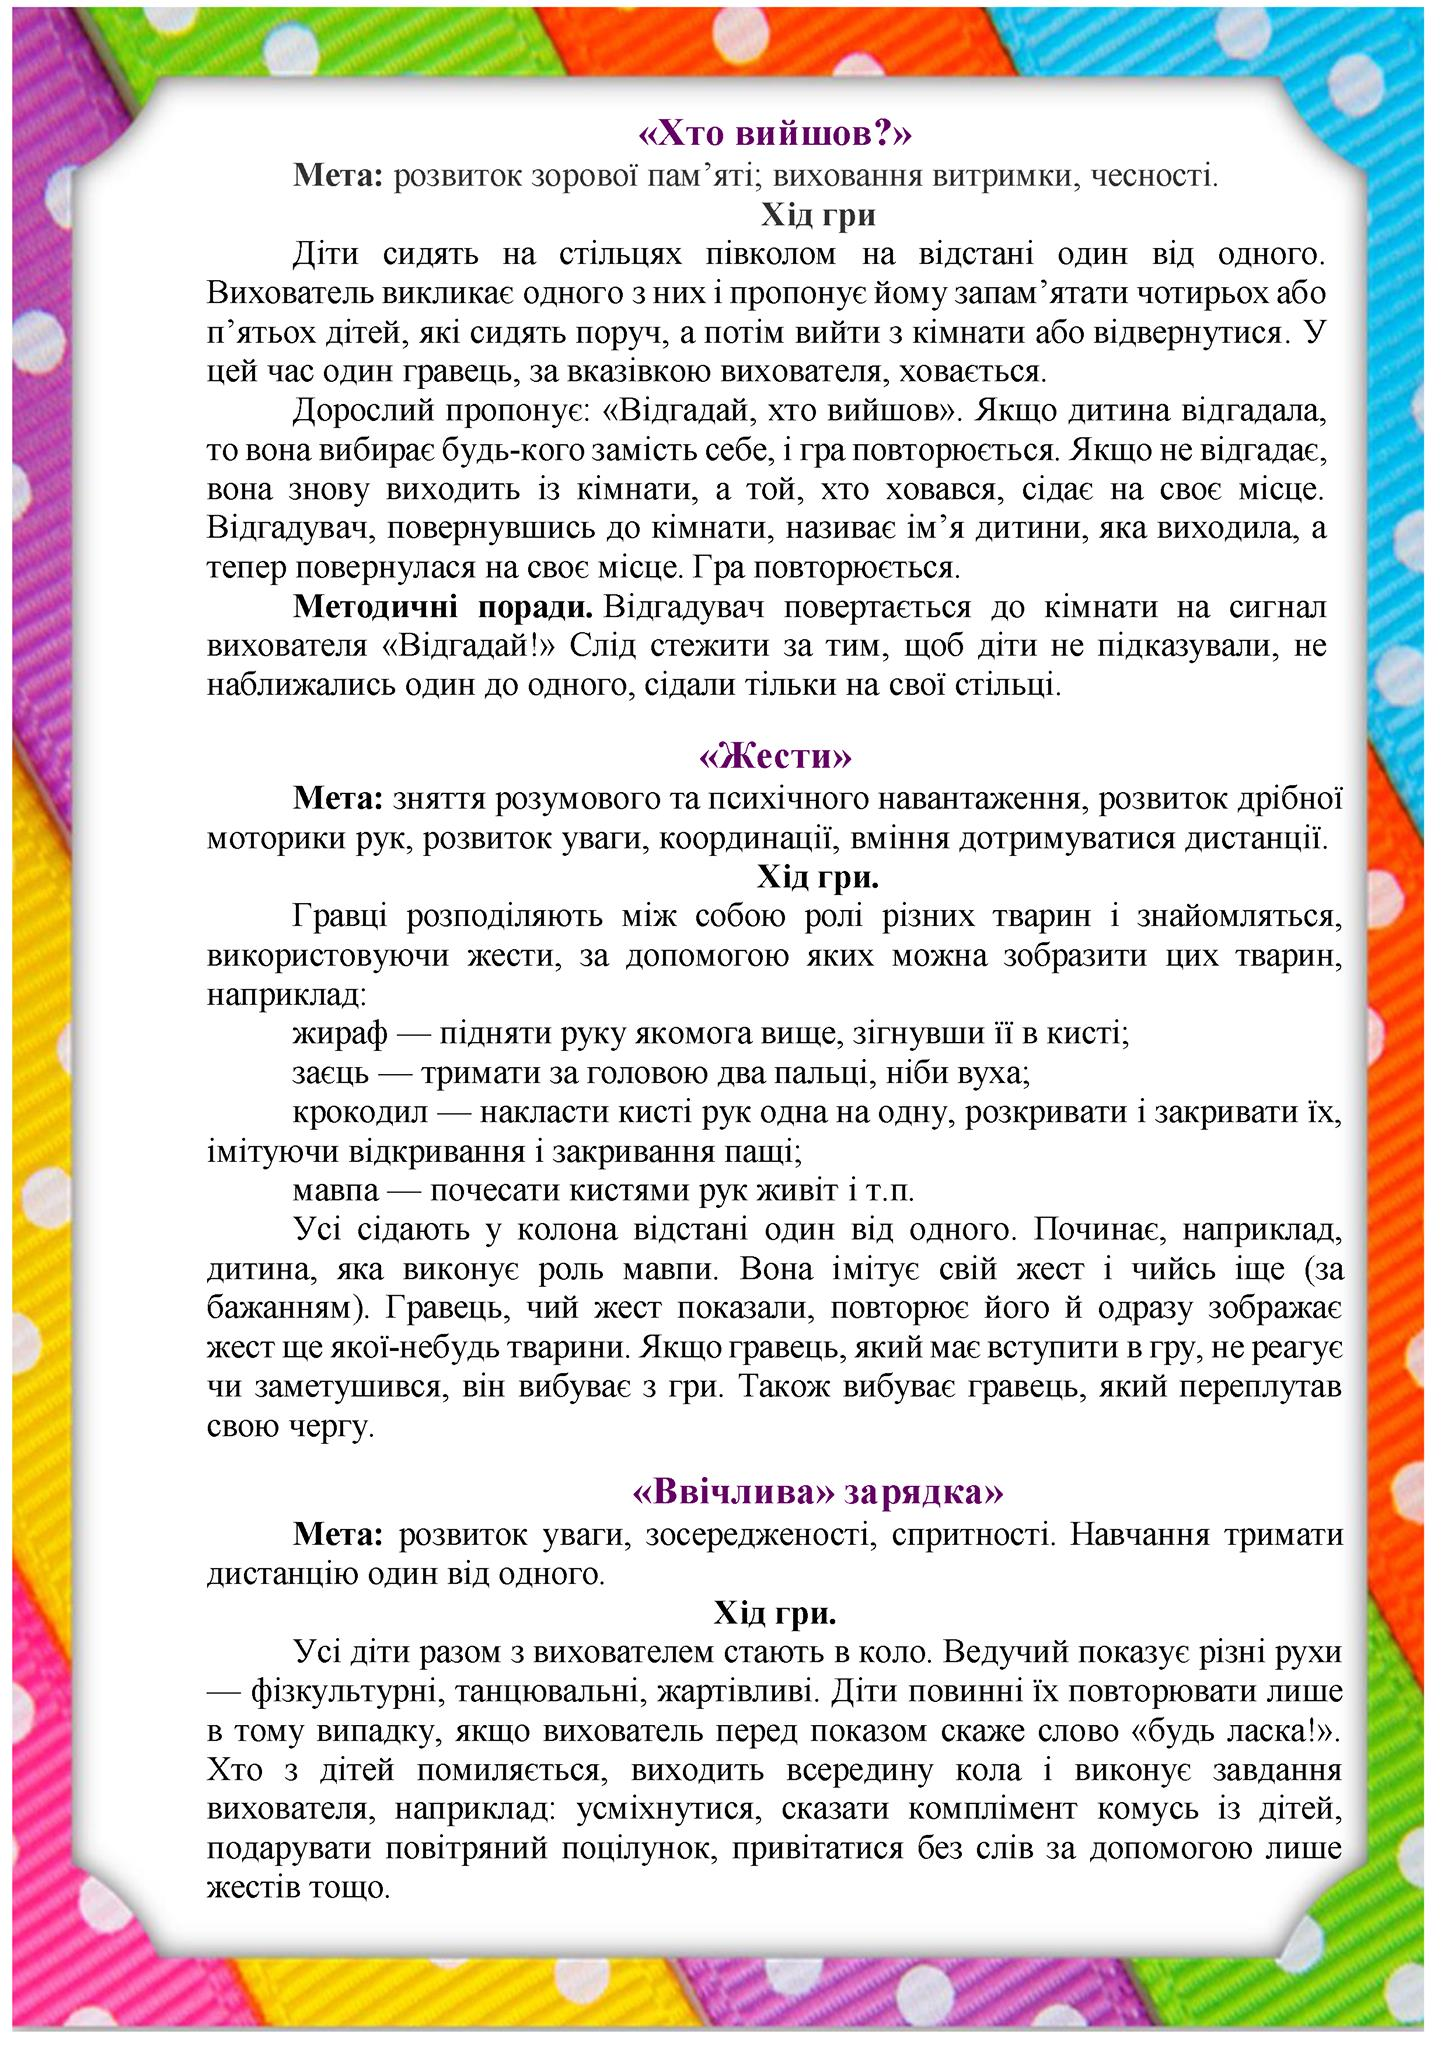 «Хто вийшов?»
Мета: розвиток зорової пам’яті; виховання витримки, чесності.
Хід гри
Діти сидять на стільцях півколом на відстані один від одного.
Вихователь викликає одного з них і пропонує йому запам’ятати чотирьох або
п’ятьох дітей, які сидять поруч, а потім вийти з кімнати або відвернутися. У
цей час один гравець, за вказівкою вихователя, ховається.
Дорослий пропонує: «Відгадай, хто вийшов». Якщо дитина відгадала,
то вона вибирає будь-кого замість себе, і гра повторюється. Якщо не відгадає,
вона знову виходить із кімнати, а той, хто ховався, сідає на своє місце.
Відгадувач, повернувшись до кімнати, називає ім’я дитини, яка виходила, а
тепер повернулася на своє місце. Гра повторюється.
Методичні поради. Відгадувач повертається до кімнати на сигнал
вихователя «Відгадай!» Слід стежити за тим, щоб діти не підказували, не
наближались один до одного, сідали тільки на свої стільці.
«Жести»
Мета: зняття розумового та психічного навантаження, розвиток дрібної
моторики рук, розвиток уваги, координації, вміння дотримуватися дистанції.
Хід гри.
Гравці розподіляють між собою ролі різних тварин і знайомляться,
використовуючи жести, за допомогою яких можна зобразити цих тварин,
наприклад:
жираф — підняти руку якомога вище, зігнувши її в кисті;
заєць — тримати за головою два пальці, ніби вуха;
крокодил — накласти кисті рук одна на одну, розкривати і закривати їх,
імітуючи відкривання і закривання пащі;
мавпа — почесати кистями рук живіт і т.п.
Усі сідають у колона відстані один від одного. Починає, наприклад,
дитина, яка виконує роль мавпи. Вона імітує свій жест і чийсь іще (за
бажанням). Гравець, чий жест показали, повторює його й одразу зображає
жест ще якої-небудь тварини. Якщо гравець, який має вступити в гру, не реагує
чи заметушився, він вибуває з гри. Також вибуває гравець, який переплутав
свою чергу.
«Ввічлива» зарядка»
Мета: розвиток уваги, зосередженості, спритності. Навчання тримати
дистанцію один від одного.
Хід гри.
Усі діти разом з вихователем стають в коло. Ведучий показує різні рухи
— фізкультурні, танцювальні, жартівливі. Діти повинні їх повторювати лише
в тому випадку, якщо вихователь перед показом скаже слово «будь ласка!».
Хто з дітей помиляється, виходить всередину кола і виконує завдання
вихователя, наприклад: усміхнутися, сказати комплімент комусь із дітей,
подарувати повітряний поцілунок, привітатися без слів за допомогою лише
жестів тощо.